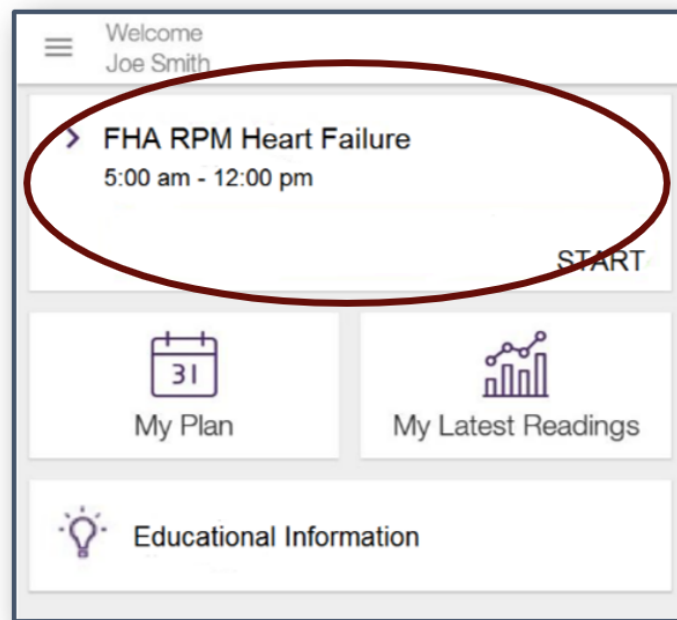 Welcome
Joe Smith
FHA RPM Heart Failure
5:00 am - 12:00 pm
START
31
My Plan
My Latest Readings
Educational Information